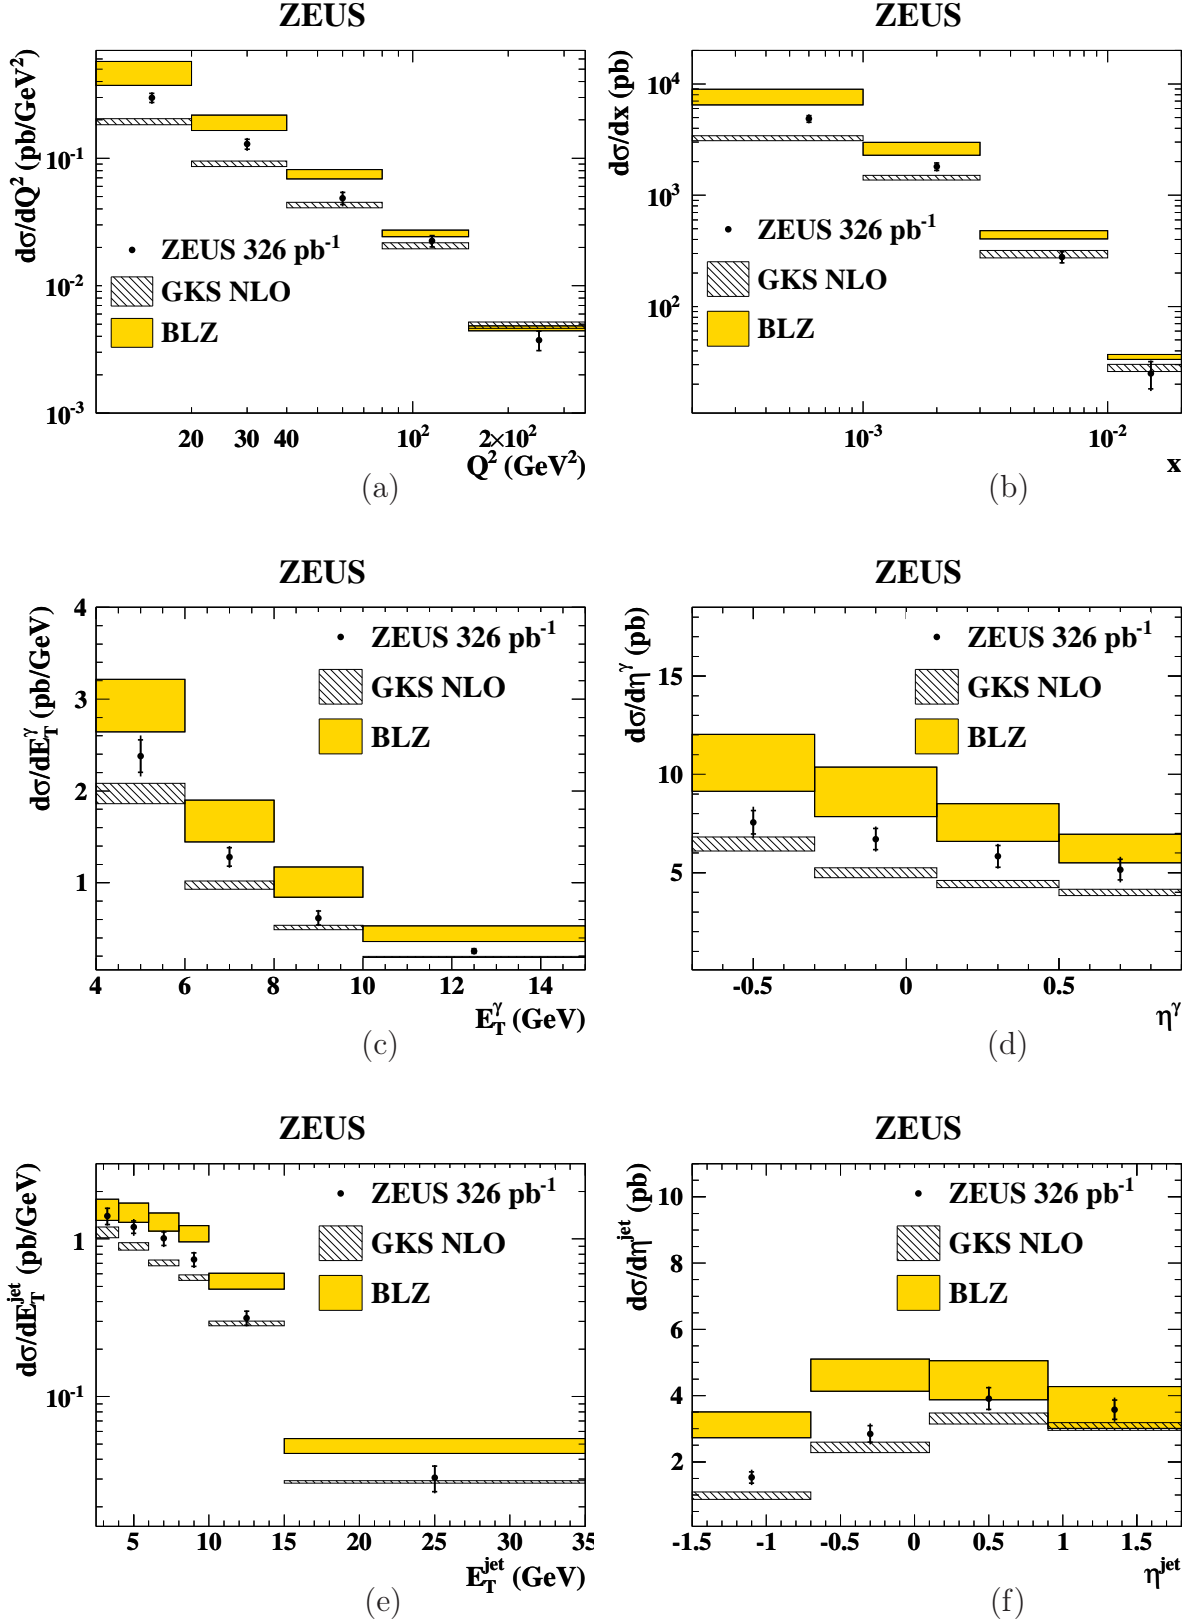 ZEUS
dσ/dQ² (pb/GeV²)
10⁻¹
10⁻²
10⁻³
ZEUS 326 pb⁻¹
GKS NLO
BLZ
20 30 40 10² 2×10²
Q² (GeV²)
(a)
ZEUS
dσ/dx (pb)
10⁴
10³
10²
ZEUS 326 pb⁻¹
GKS NLO
BLZ
10⁻³ 10⁻²
x
(b)
ZEUS
dσ/dE_T^γ (pb/GeV)
4
3
2
1
ZEUS 326 pb⁻¹
GKS NLO
BLZ
4 6 8 10 12 14
E_T^γ (GeV)
(c)
ZEUS
dσ/dη^γ (pb)
15
10
5
ZEUS 326 pb⁻¹
GKS NLO
BLZ
-0.5 0 0.5
η^γ
(d)
ZEUS
dσ/dE_T^jet (pb/GeV)
1
10⁻¹
ZEUS 326 pb⁻¹
GKS NLO
BLZ
5 10 15 20 25 30 35
E_T^jet (GeV)
(e)
ZEUS
dσ/dη^jet (pb)
10
8
6
4
2
ZEUS 326 pb⁻¹
GKS NLO
BLZ
-1.5 -1 -0.5 0 0.5 1 1.5
η^jet
(f)